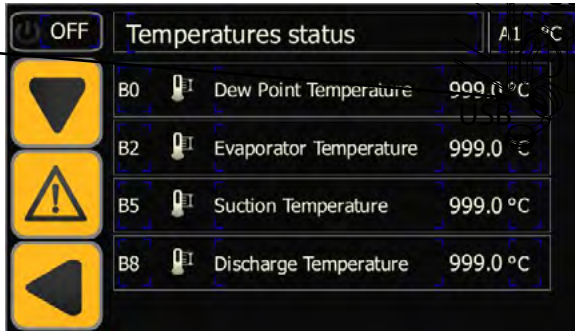 OFF Temperatures status A1 °C
B0 Dew Point Temperature 999.0 °C
USB
B2 Evaporator Temperature 999.0 °C
B5 Suction Temperature 999.0 °C
B8 Discharge Temperature 999.0 °C